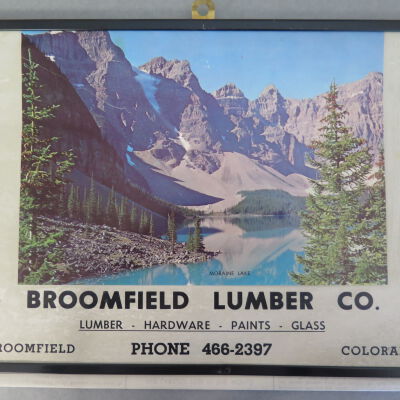 MORAINE LAKE
BROOMFIELD LUMBER CO.
LUMBER - HARDWARE - PAINTS - GLASS
ROOMFIELD PHONE 466-2397 COLORA